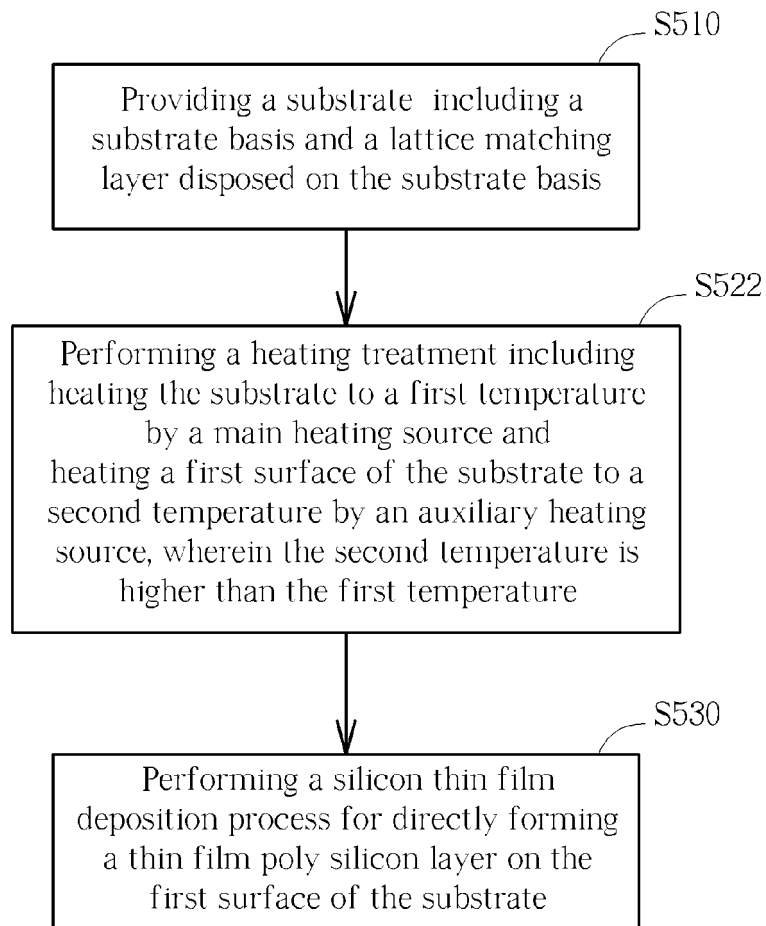 S510
Providing a substrate including a
substrate basis and a lattice matching
layer disposed on the substrate basis
S522
Performing a heating treatment including
heating the substrate to a first temperature
by a main heating source and
heating a first surface of the substrate to a
second temperature by an auxiliary heating
source, wherein the second temperature is
higher than the first temperature
S530
Performing a silicon thin film
deposition process for directly forming
a thin film poly silicon layer on the
first surface of the substrate